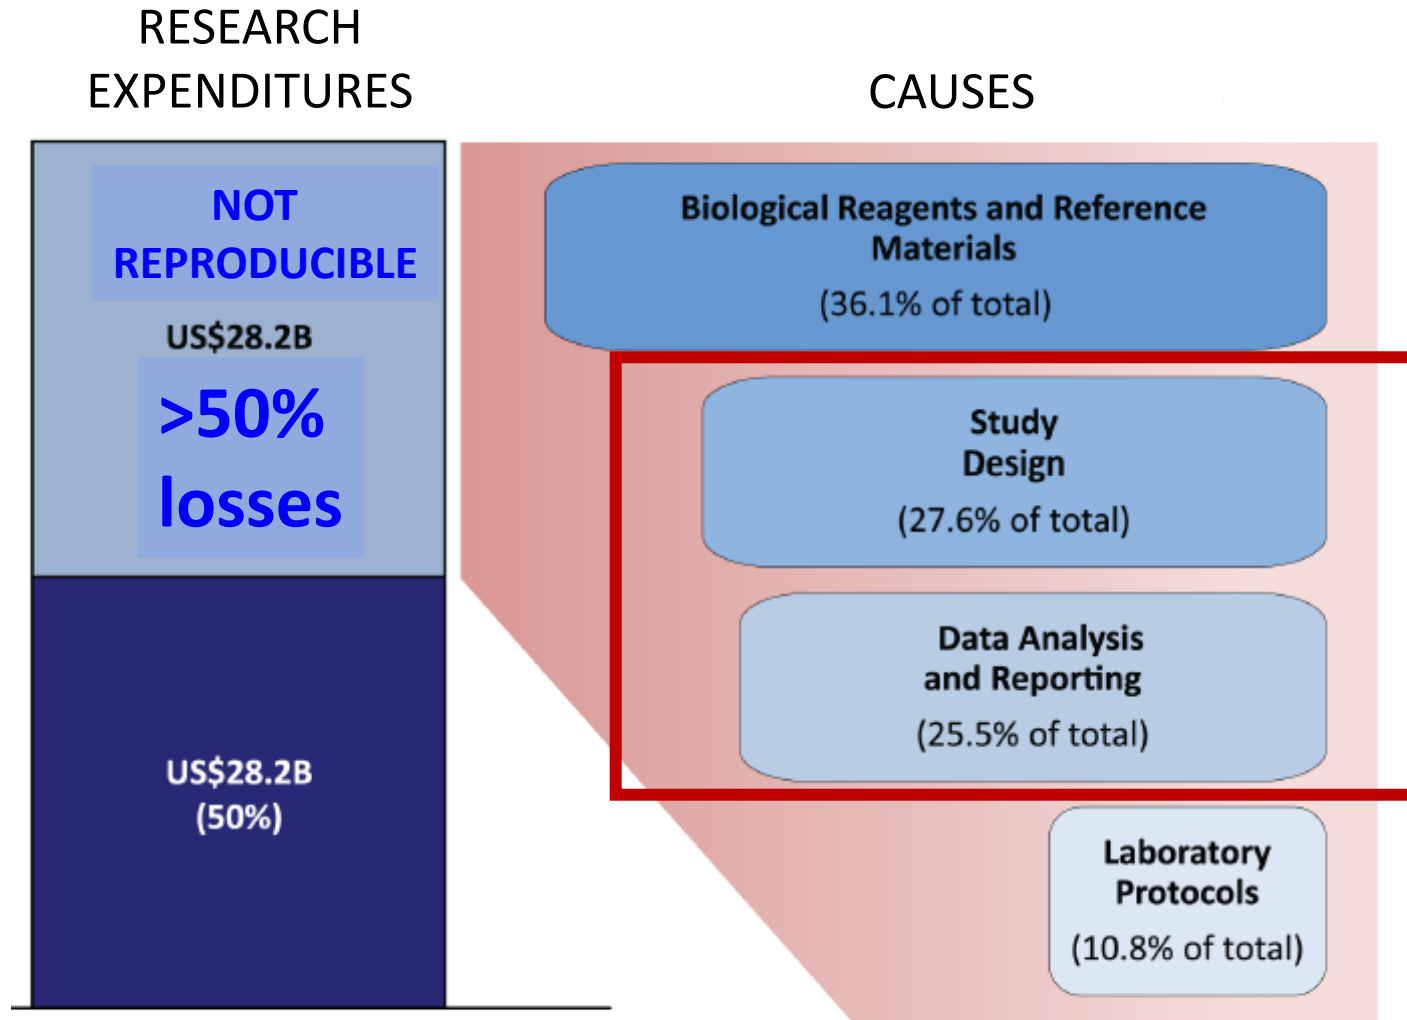 RESEARCH
EXPENDITURES
NOT
REPRODUCIBLE
US$28.2B
>50%
losses
US$28.2B
(50%)
CAUSES
Biological Reagents and Reference
Materials
(36.1% of total)
Study
Design
(27.6% of total)
Data Analysis
and Reporting
(25.5% of total)
Laboratory
Protocols
(10.8% of total)